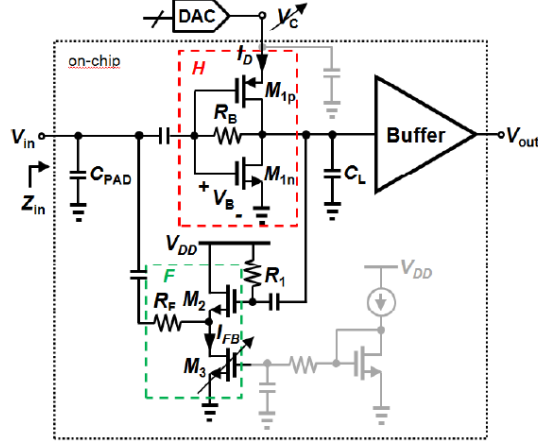 DAC
V_C
on-chip
H
I_D
M_1p
R_B
V_in
C_PAD
Z_in
M_1n
+
V_B
-
C_L
Buffer
V_out
V_DD
F
R_1
V_DD
R_F
M_2
I_FB
M_3